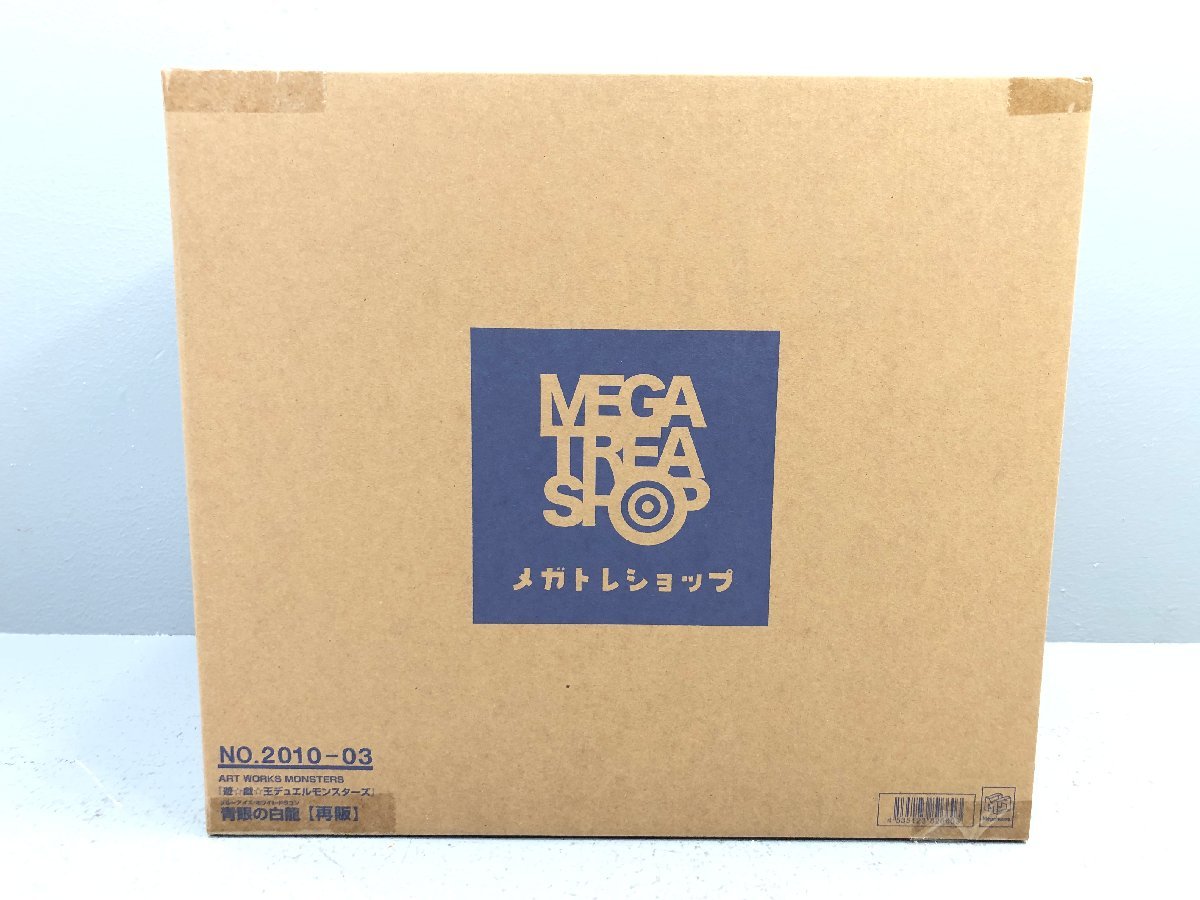 MEGA
TREA
SHOP
メガトレショップ
NO.2010-03
ART WORKS MONSTERS
「遊☆戯☆王デュエルモンスターズ」
ブルーアイズ・ホワイト・ドラゴン
青眼の白龍【再販】